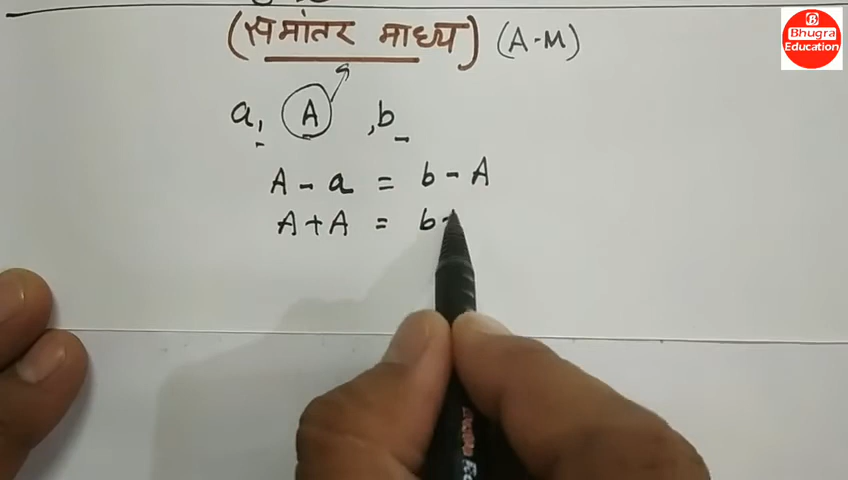 (समांतर माध्य) (A-M)
a, A , b
A - a = b - A
A + A = b
Bhugra
Education